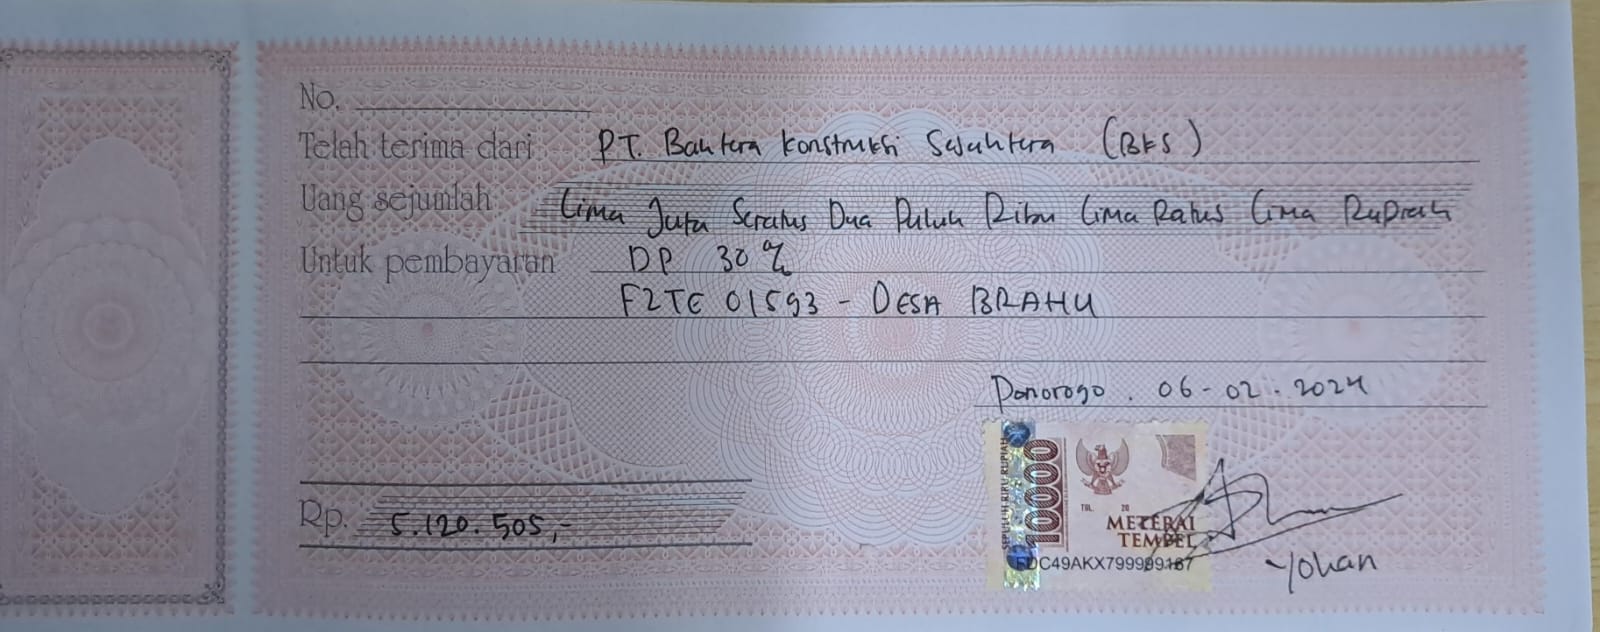 No.
Telah terima dari PT. Bahtera Konstruksi Sejahtera (BKS)
Uang sejumlah Lima Juta Seratus Dua Puluh Ribu Lima Ratus Lima Rupiah
Untuk pembayaran DP 30%
F2TE 01593 - DESA BRAHU
Ponorogo. 06-02-2024
SEPULUH RIBU RUPIAH
10000
TGL. 20
METERAI
TEMPEL
DC49AKX799999187
Rp. 5.120.505,-
Yohan